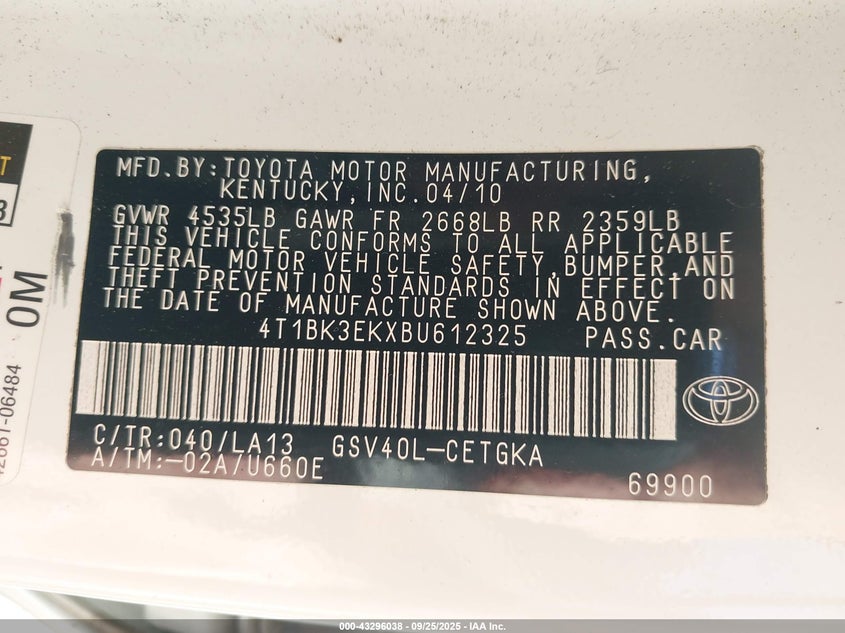 MFD.BY:TOYOTA MOTOR MANUFACTURING,
KENTUCKY,INC.04/10
GVWR 4535LB GAWR FR 2668LB RR 2359LB
THIS VEHICLE CONFORMS TO ALL APPLICABLE
FEDERAL MOTOR VEHICLE SAFETY,BUMPER,AND
THEFT PREVENTION STANDARDS IN EFFECT ON
THE DATE OF MANUFACTURE SHOWN ABOVE.
4T1BK3EKXBU612325 PASS.CAR
C/TR:040/LA13 GSV40L-CETGKA
A/TM:-02A/U660E
69900
0M
000-43296038 - 09/25/2025 - IAA Inc.